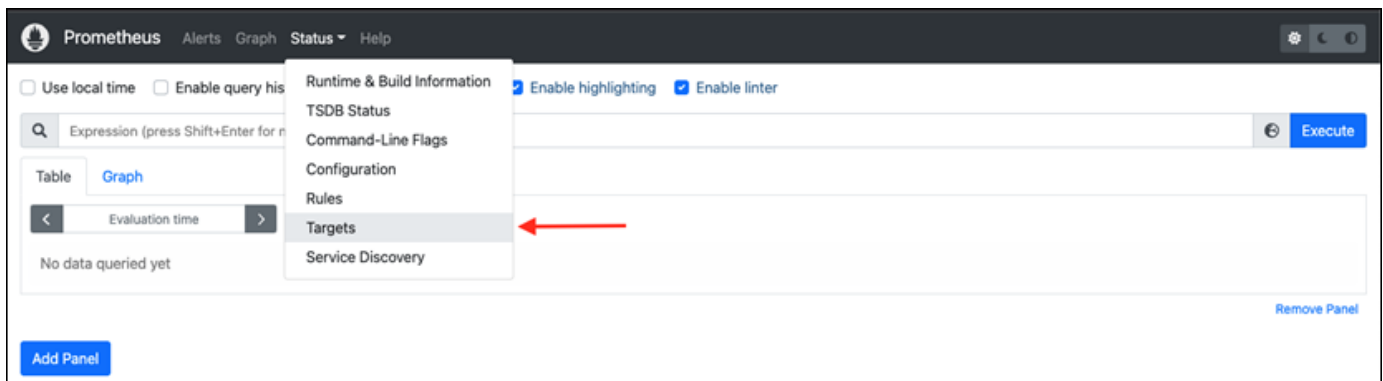 Prometheus Alerts Graph Status Help
Use local time Enable query his Enable highlighting Enable linter
Runtime & Build Information
TSDB Status
Command-Line Flags
Configuration
Rules
Targets
Service Discovery
Expression (press Shift+Enter for n
Execute
Table Graph
Evaluation time
No data queried yet
Remove Panel
Add Panel